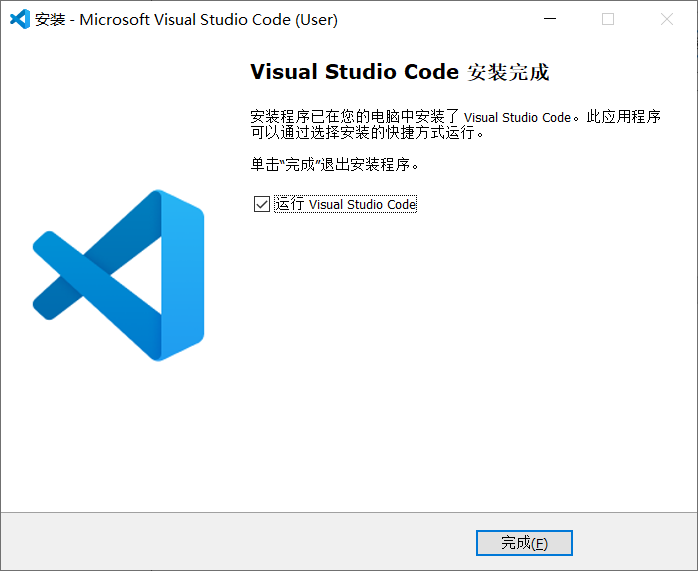 安装 - Microsoft Visual Studio Code (User)
Visual Studio Code 安装完成
安装程序已在您的电脑中安装了 Visual Studio Code。此应用程序
可以通过选择安装的快捷方式运行。
单击“完成”退出安装程序。
运行 Visual Studio Code
完成(F)